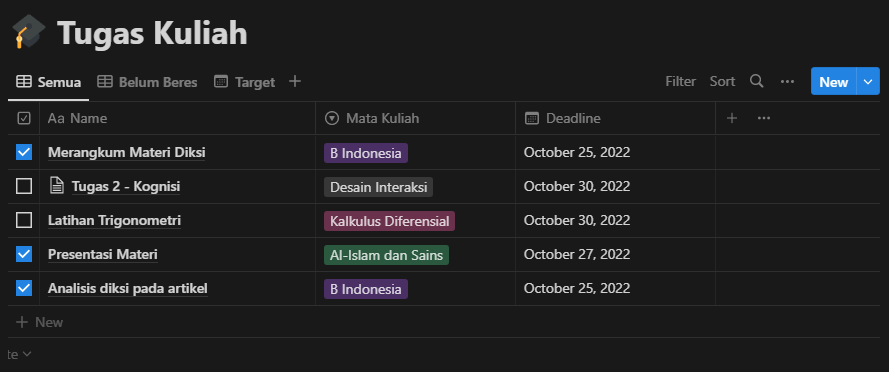 Tugas Kuliah
Semua Belum Beres Target Filter Sort New
Aa Name Mata Kuliah Deadline
Merangkum Materi Diksi B Indonesia October 25, 2022
Tugas 2 - Kognisi Desain Interaksi October 30, 2022
Latihan Trigonometri Kalkulus Diferensial October 30, 2022
Presentasi Materi Al-Islam dan Sains October 27, 2022
Analisis diksi pada artikel B Indonesia October 25, 2022
New